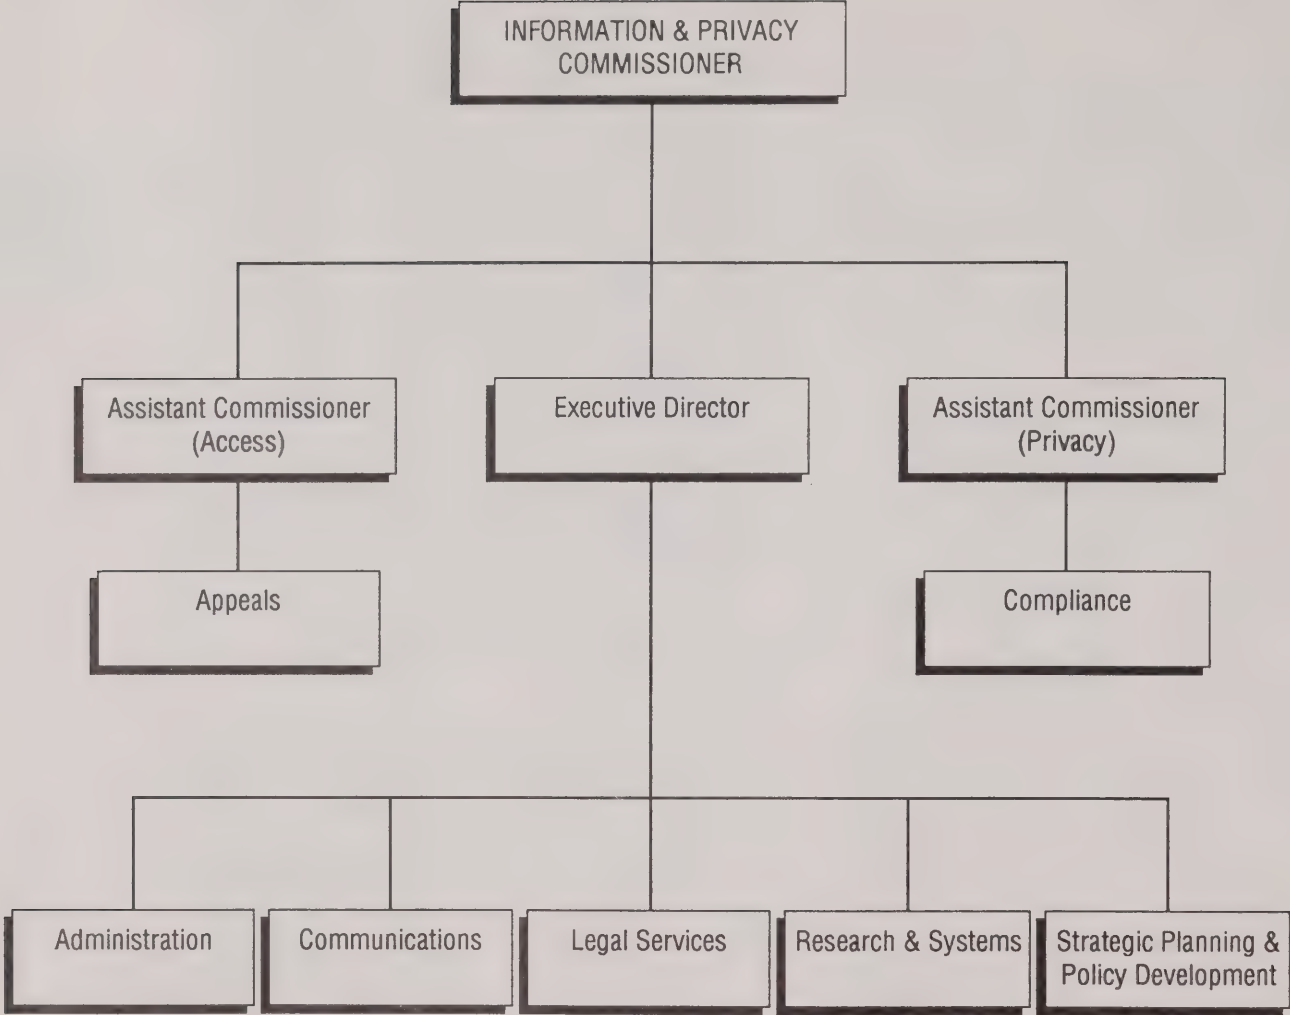 INFORMATION & PRIVACY
COMMISSIONER
Assistant Commissioner
(Access)
Executive Director
Assistant Commissioner
(Privacy)
Appeals
Compliance
Administration
Communications
Legal Services
Research & Systems
Strategic Planning &
Policy Development